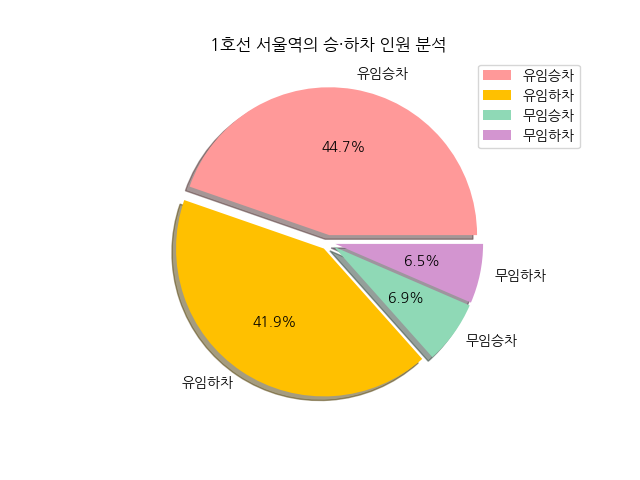 1호선 서울역의 승·하차 인원 분석
유임승차
유임승차
유임하차
무임승차
무임하차
44.7%
6.5%
무임하차
6.9%
41.9%
무임승차
유임하차